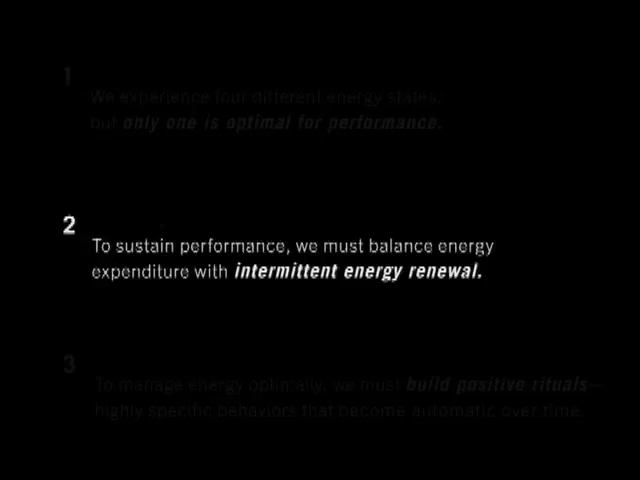 1
We experience four different energy states,
but only one is optimal for performance.
2
To sustain performance, we must balance energy
expenditure with intermittent energy renewal.
3
To manage energy optimally, we must build positive rituals—
highly specific behaviors that become automatic over time.